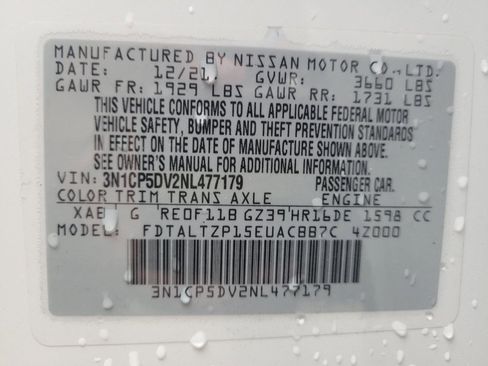 MANUFACTURED BY NISSAN MOTOR CO., LTD.
DATE: 12/21 GVWR: 3660 LBS
GAWR FR: 1929 LBS GAWR RR: 1731 LBS
THIS VEHICLE CONFORMS TO ALL APPLICABLE FEDERAL MOTOR
VEHICLE SAFETY, BUMPER AND THEFT PREVENTION STANDARDS
IN EFFECT ON THE DATE OF MANUFACTURE SHOWN ABOVE.
SEE OWNER'S MANUAL FOR ADDITIONAL INFORMATION.
VIN: 3N1CP5DV2NL477179 PASSENGER CAR.
COLOR TRIM TRANS AXLE ENGINE
XAB G RE0F11B GZ39 HR16DE 1598 CC
MODEL: FDTALTZP15EUACBB7C 4Z000
3N1CP5DV2NL477179